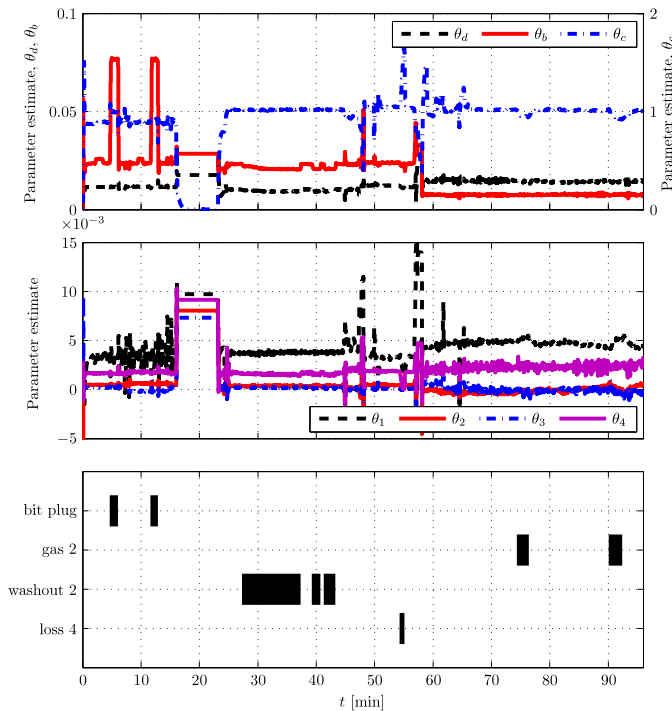 0.1
0.05
0
2
1
0
Parameter estimate, θd, θb
Parameter estimate, θc
θd θb θc
×10−3
15
10
5
0
−5
Parameter estimate
θ1 θ2 θ3 θ4
bit plug
gas 2
washout 2
loss 4
0 10 20 30 40 50 60 70 80 90
t [min]